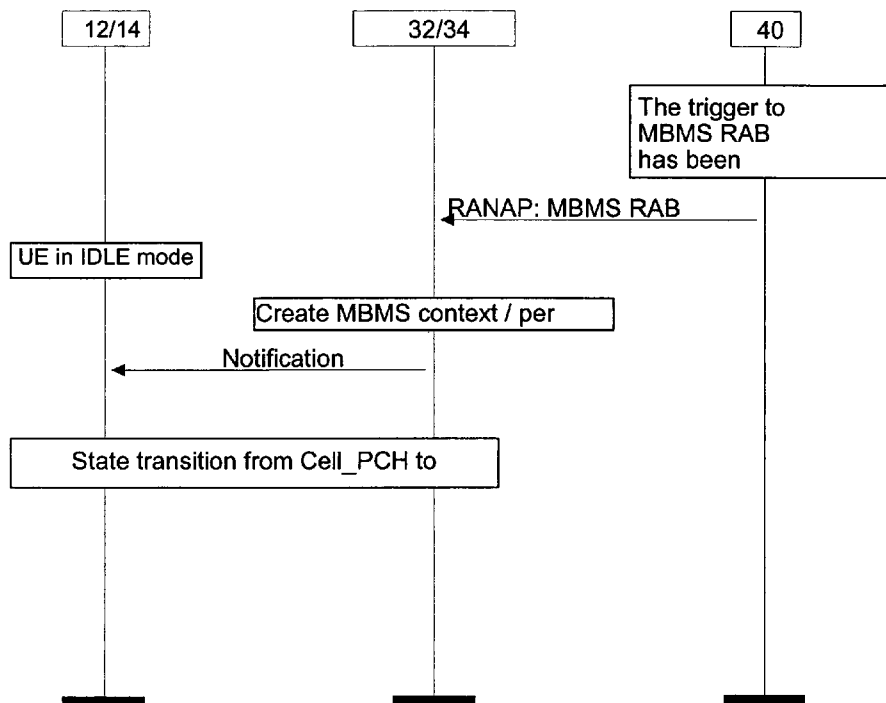 12/14
32/34
40
The trigger to
MBMS RAB
has been
RANAP: MBMS RAB
UE in IDLE mode
Create MBMS context / per
Notification
State transition from Cell_PCH to